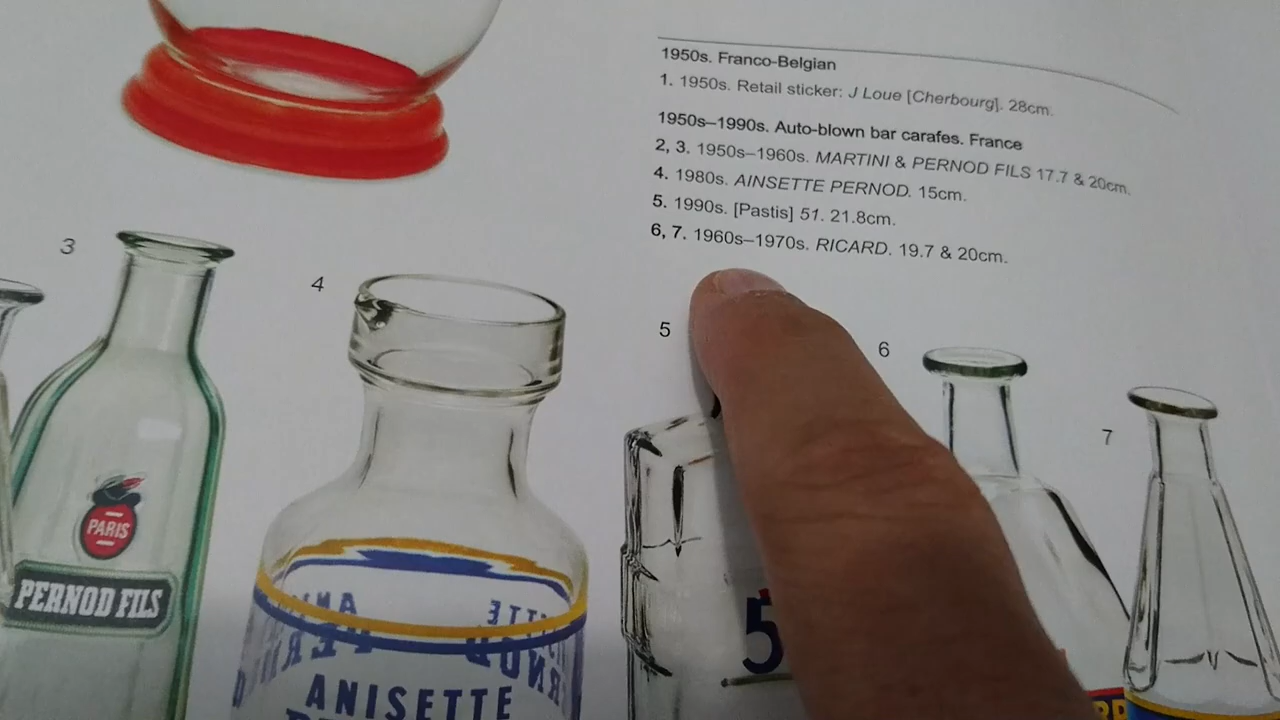 1950s. Franco-Belgian
1. 1950s. Retail sticker: J Loue [Cherbourg]. 28cm.
1950s–1990s. Auto-blown bar carafes. France
2, 3. 1950s–1960s. MARTINI & PERNOD FILS 17.7 & 20cm.
4. 1980s. AINSETTE PERNOD. 15cm.
5. 1990s. [Pastis] 51. 21.8cm.
6, 7. 1960s–1970s. RICARD. 19.7 & 20cm.
3
4
5
6
7
PARIS
PERNOD FILS
ANISETTE
5